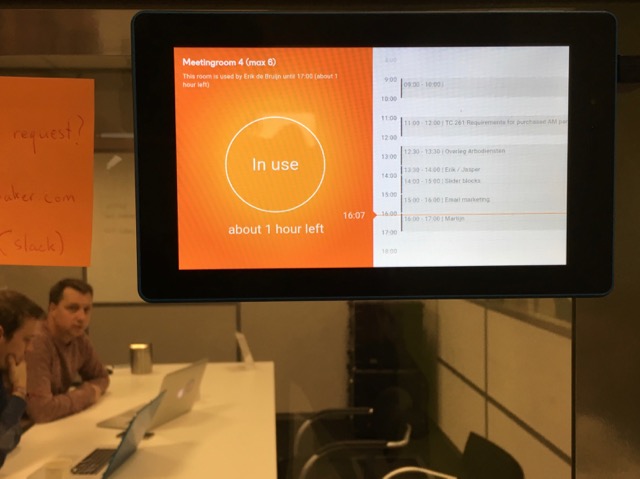 Meetingroom 4 (max 6)
This room is used by Erik de Bruijn until 17:00 (about 1
hour left)
In use
about 1 hour left
16:07
9:00
09:00 - 10:00 |
10:00
11:00
11:00 - 12:00 | TC 261 Requirements for purchased AM par
12:00
13:00
12:30 - 13:30 | Overleg Arbodiensten
13:30 - 14:00 | Erik / Jesper
14:00
14:00 - 15:00 | Slider blocks
15:00
15:00 - 16:00 | Email marketing
16:00
16:00 - 17:00 | Martijn
17:00
18:00
request?
aker.com
(slack)